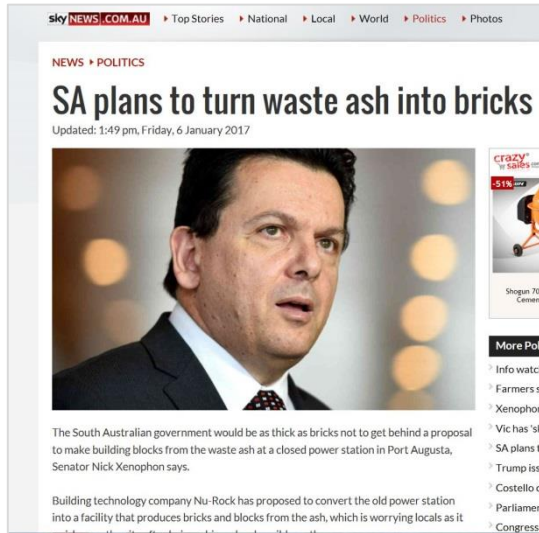 sky NEWS.COM.AU Top Stories National Local World Politics Photos
NEWS POLITICS
SA plans to turn waste ash into bricks
Updated: 1:49 pm, Friday, 6 January 2017
The South Australian government would be as thick as bricks not to get behind a proposal
to make building blocks from the waste ash at a closed power station in Port Augusta,
Senator Nick Xenophon says.
Building technology company Nu-Rock has proposed to convert the old power station
into a facility that produces bricks and blocks from the ash, which is worrying locals as it
crazy
sales
-51%
Shogun 70
Cemen
More Pol
Info watc
Farmers s
Xenophon
Vic has 's
SA plans t
Trump iss
Costello c
Parliamen
Congress